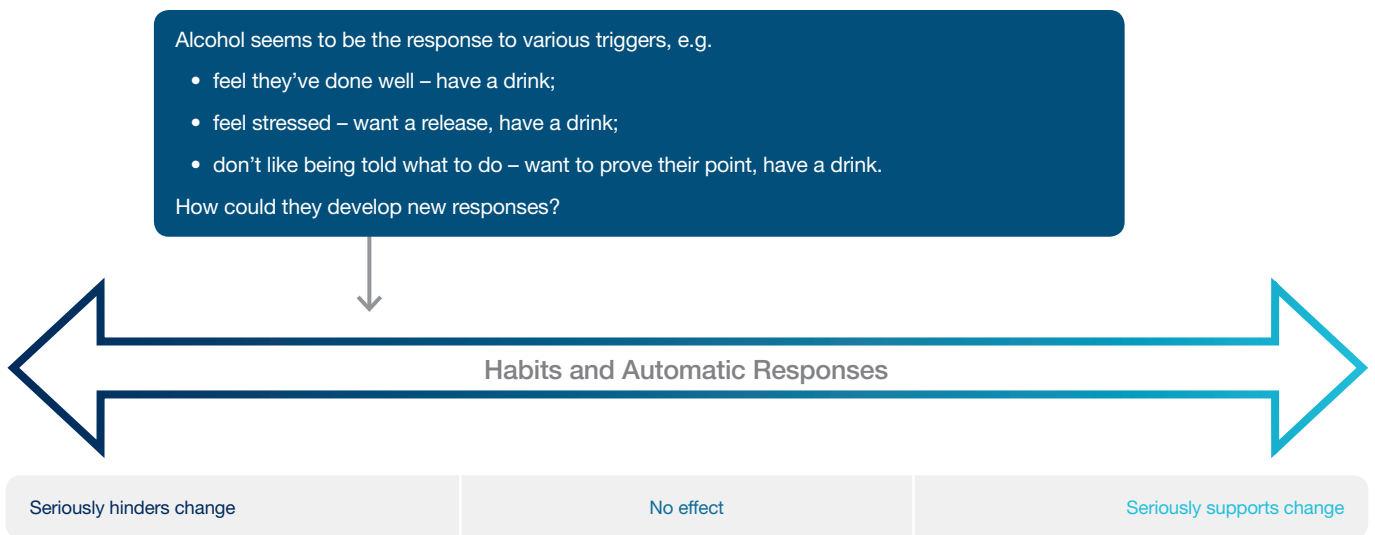 Alcohol seems to be the response to various triggers, e.g.
• feel they’ve done well – have a drink;
• feel stressed – want a release, have a drink;
• don’t like being told what to do – want to prove their point, have a drink.
How could they develop new responses?
Habits and Automatic Responses
Seriously hinders change
No effect
Seriously supports change